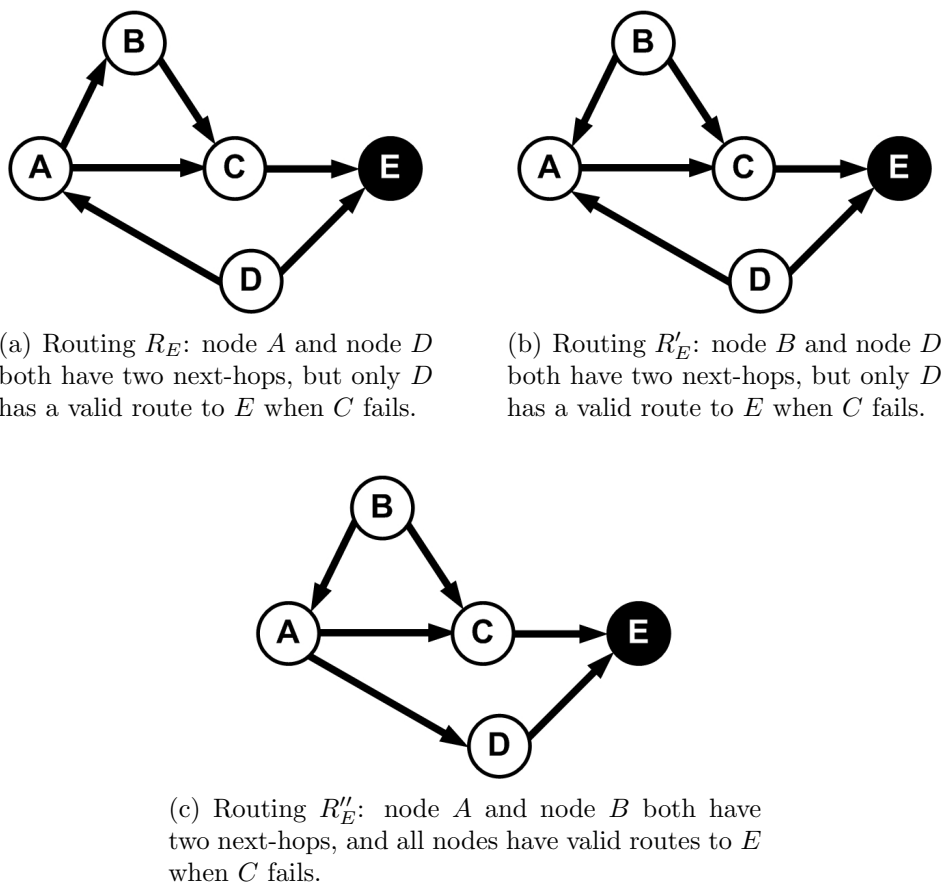 B
A
C
E
D
(a) Routing R_E: node A and node D
both have two next-hops, but only D
has a valid route to E when C fails.
B
A
C
E
D
(b) Routing R′_E: node B and node D
both have two next-hops, but only D
has a valid route to E when C fails.
B
A
C
E
D
(c) Routing R″_E: node A and node B both have
two next-hops, and all nodes have valid routes to E
when C fails.